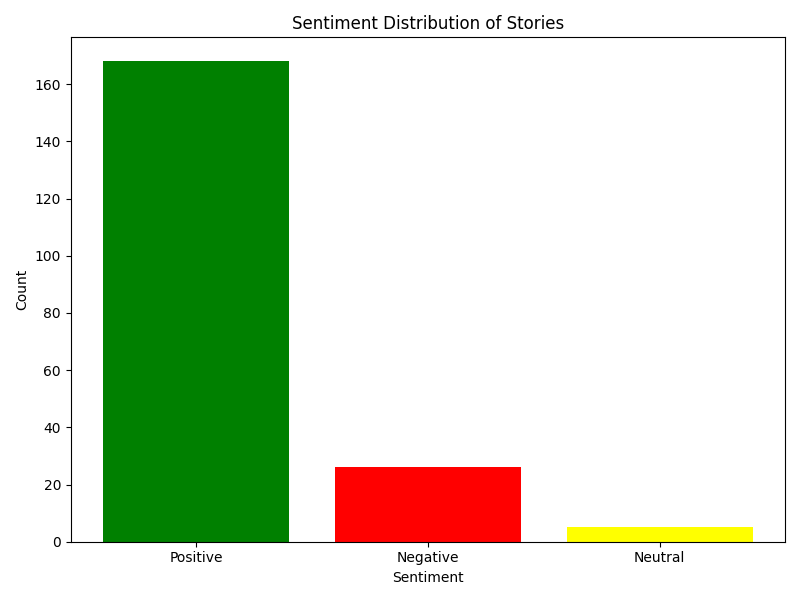 Sentiment Distribution of Stories
160
140
120
100
80
60
40
20
0
Count
Positive Negative Neutral
Sentiment